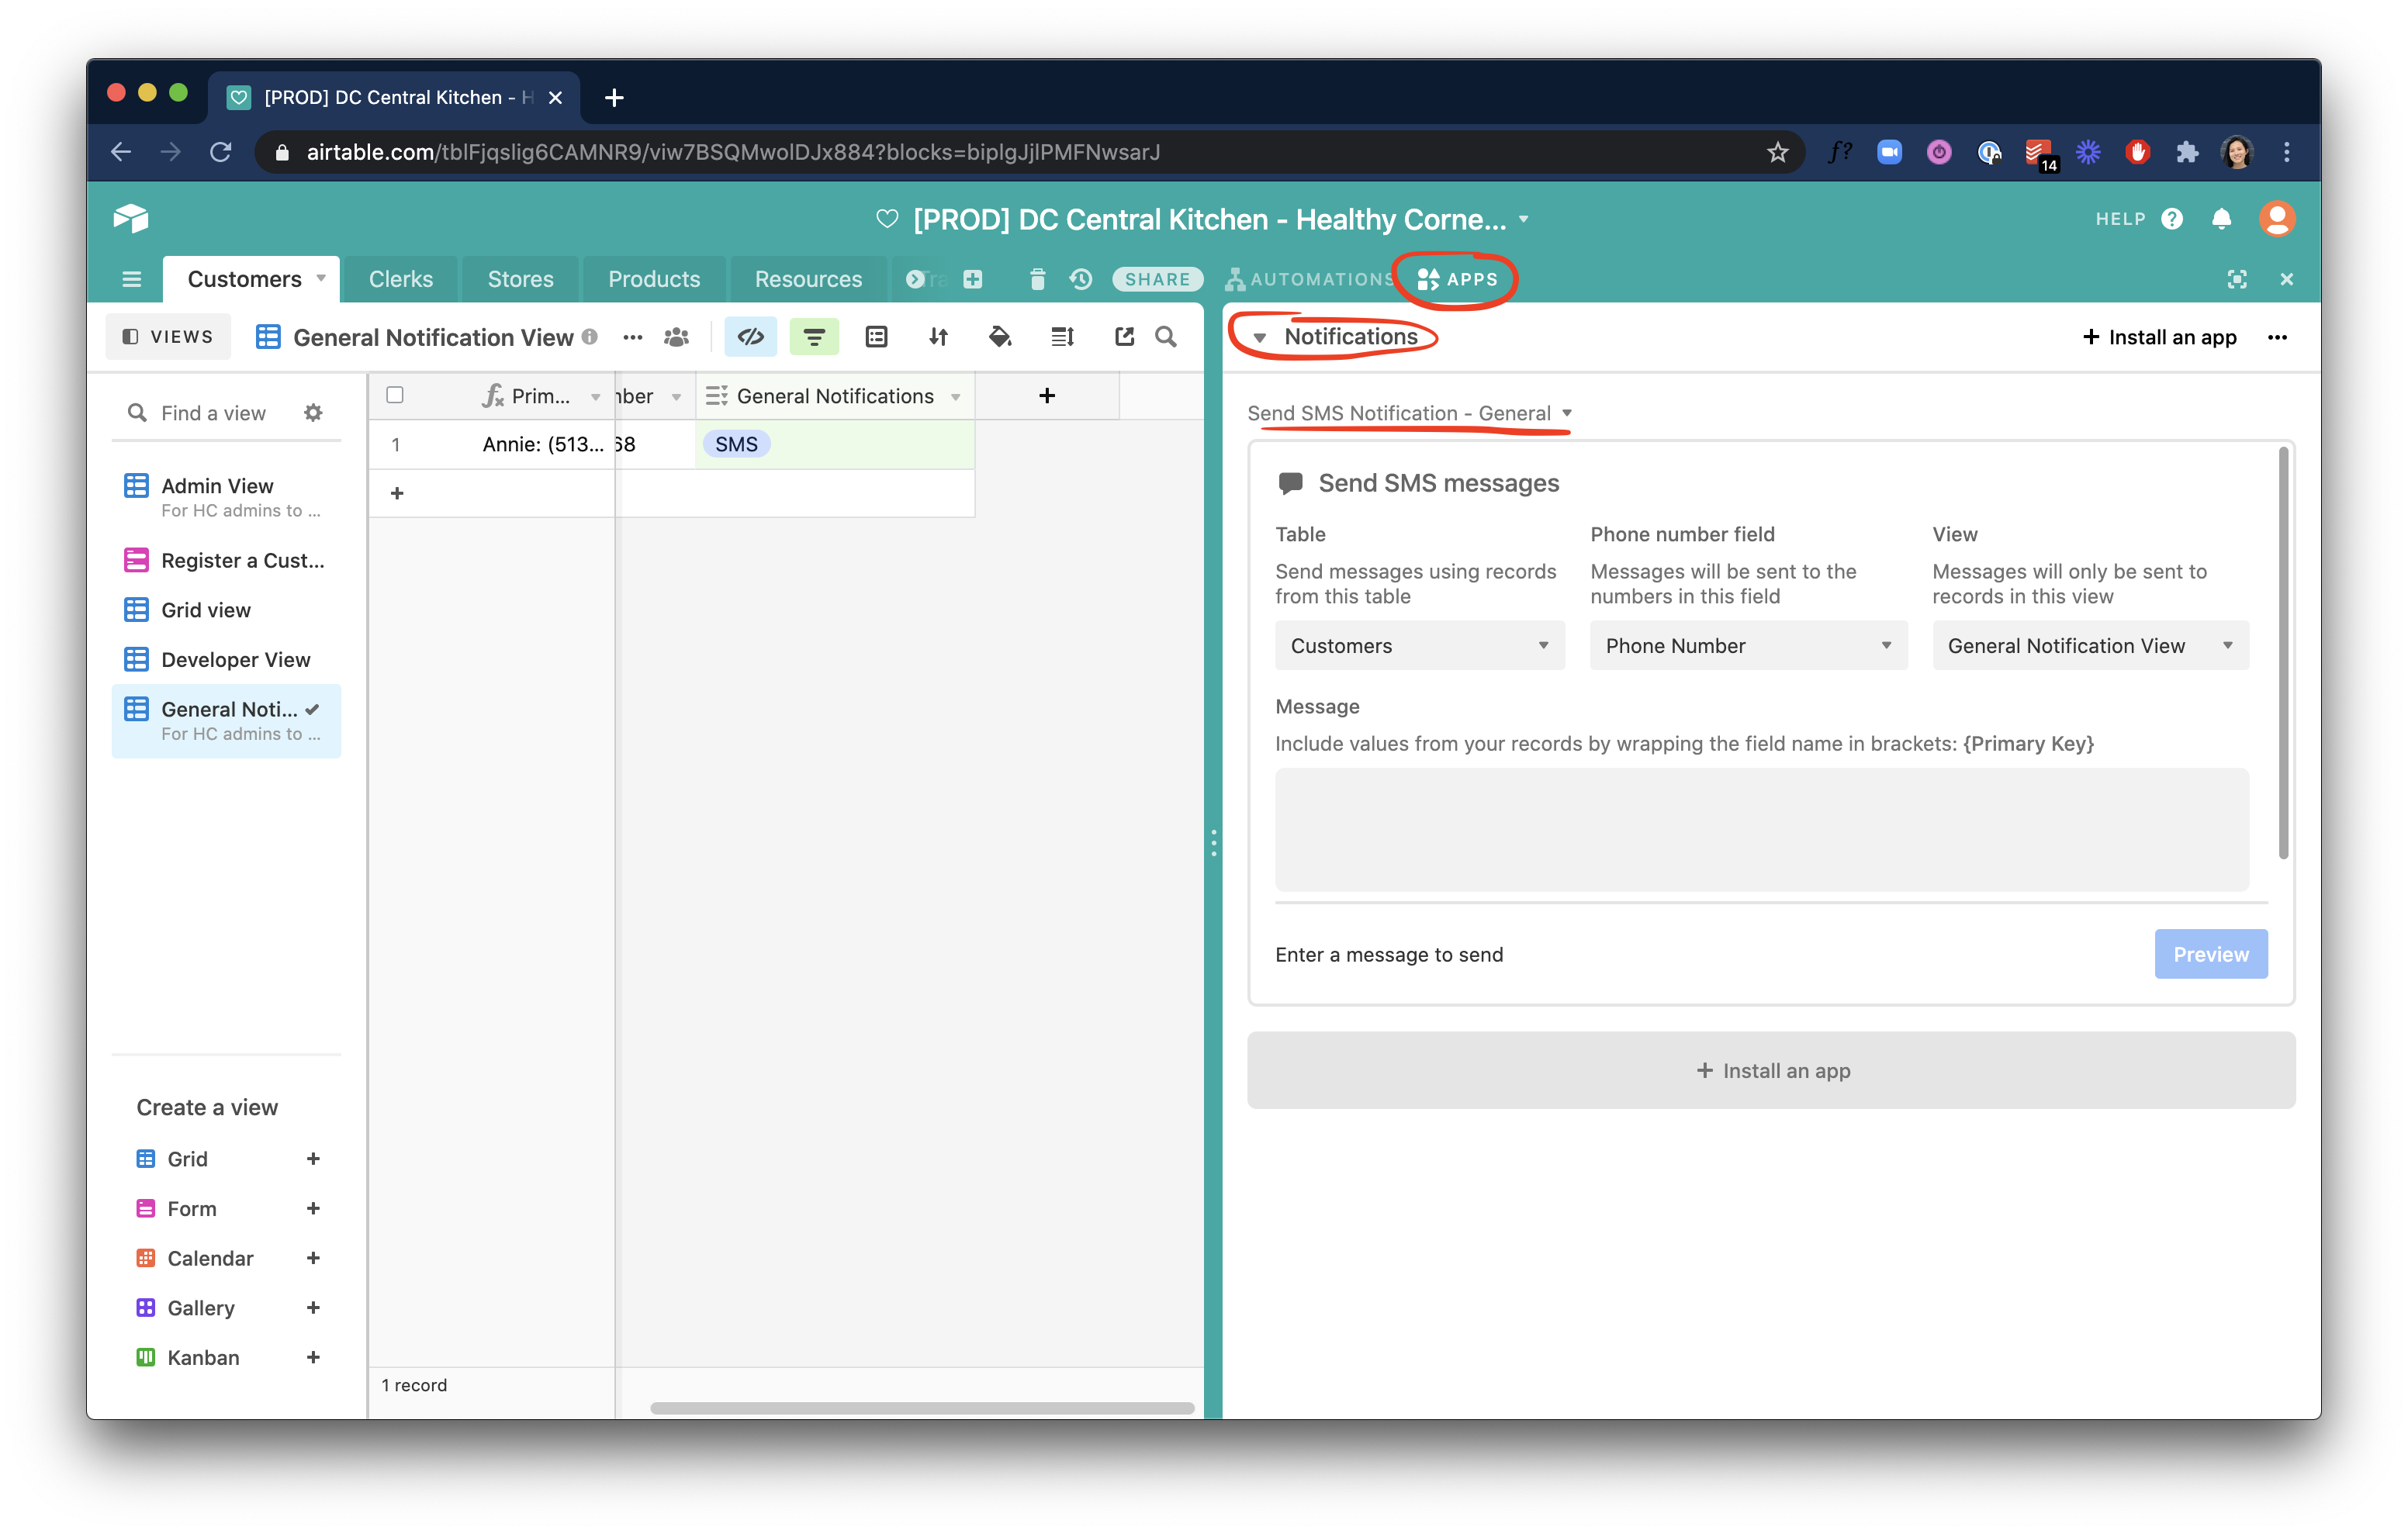 [PROD] DC Central Kitchen - H
airtable.com/tblFjqslig6CAMNR9/viw7BSQMwolDJx884?blocks=biplgJjlPMFNwsarJ
14
[PROD] DC Central Kitchen - Healthy Corne...
HELP
Customers
Clerks
Stores
Products
Resources
Tra
SHARE
AUTOMATIONS
APPS
VIEWS
General Notification View
Notifications
+ Install an app
Find a view
Prim...
nber
General Notifications
1
Annie: (513...
68
SMS
Admin View
For HC admins to ...
Register a Cust...
Grid view
Developer View
General Noti...
For HC admins to ...
Create a view
Grid
Form
Calendar
Gallery
Kanban
1 record
Send SMS Notification - General
Send SMS messages
Table
Send messages using records
from this table
Customers
Phone number field
Messages will be sent to the
numbers in this field
Phone Number
View
Messages will only be sent to
records in this view
General Notification View
Message
Include values from your records by wrapping the field name in brackets: {Primary Key}
Enter a message to send
Preview
+ Install an app